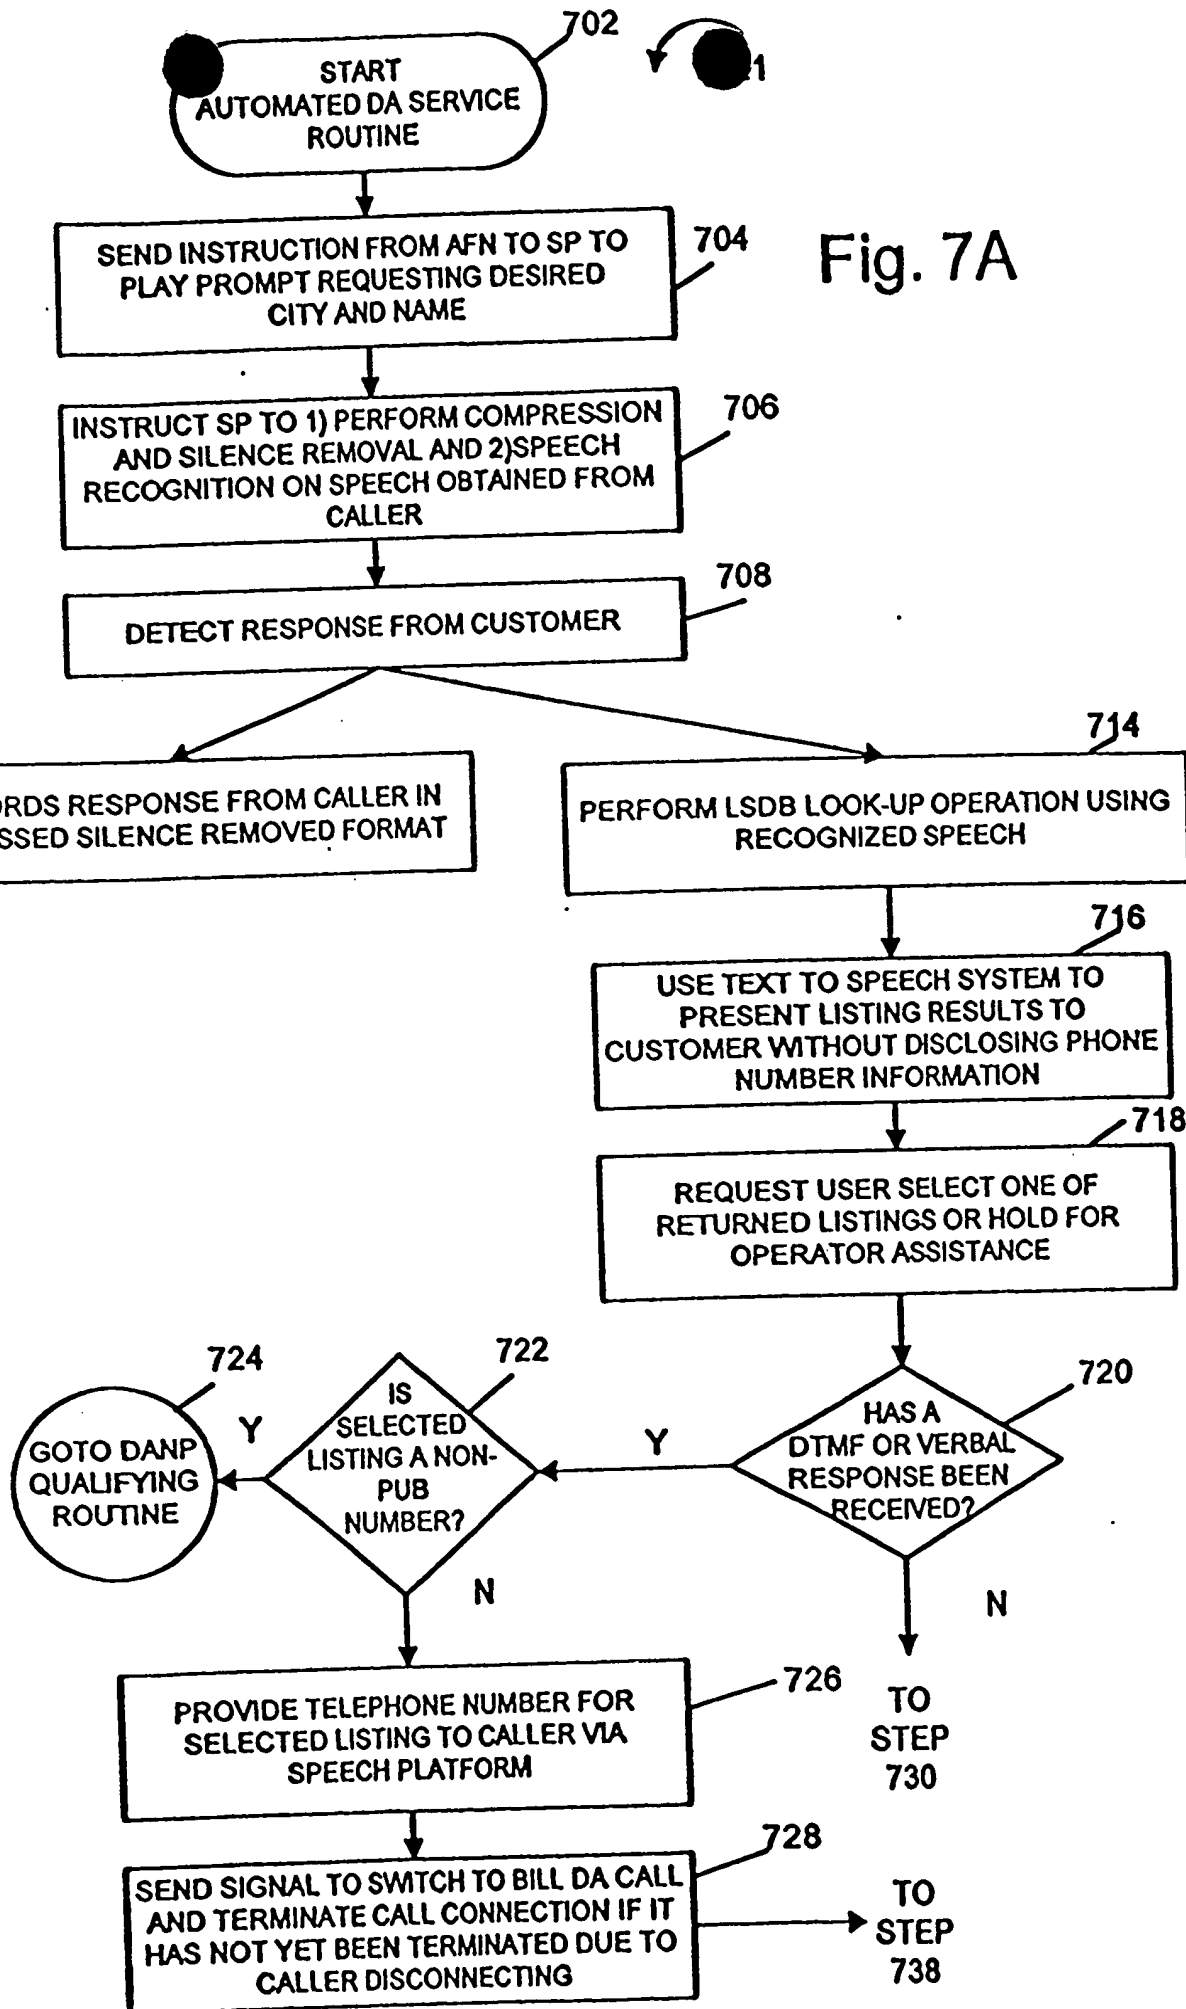 702
START
AUTOMATED DA SERVICE
ROUTINE
Fig. 7A
704
SEND INSTRUCTION FROM AFN TO SP TO
PLAY PROMPT REQUESTING DESIRED
CITY AND NAME
706
INSTRUCT SP TO 1) PERFORM COMPRESSION
AND SILENCE REMOVAL AND 2)SPEECH
RECOGNITION ON SPEECH OBTAINED FROM
CALLER
708
DETECT RESPONSE FROM CUSTOMER
RESPONSE FROM CALLER IN
SILENCE REMOVED FORMAT
714
PERFORM LSDB LOOK-UP OPERATION USING
RECOGNIZED SPEECH
716
USE TEXT TO SPEECH SYSTEM TO
PRESENT LISTING RESULTS TO
CUSTOMER WITHOUT DISCLOSING PHONE
NUMBER INFORMATION
718
REQUEST USER SELECT ONE OF
RETURNED LISTINGS OR HOLD FOR
OPERATOR ASSISTANCE
720
HAS A
DTMF OR VERBAL
RESPONSE BEEN
RECEIVED?
Y
N
TO
STEP
730
722
IS
SELECTED
LISTING A NON-
PUB
NUMBER?
Y
N
724
GOTO DANP
QUALIFYING
ROUTINE
726
PROVIDE TELEPHONE NUMBER FOR
SELECTED LISTING TO CALLER VIA
SPEECH PLATFORM
728
SEND SIGNAL TO SWITCH TO BILL DA CALL
AND TERMINATE CALL CONNECTION IF IT
HAS NOT YET BEEN TERMINATED DUE TO
CALLER DISCONNECTING
TO
STEP
738